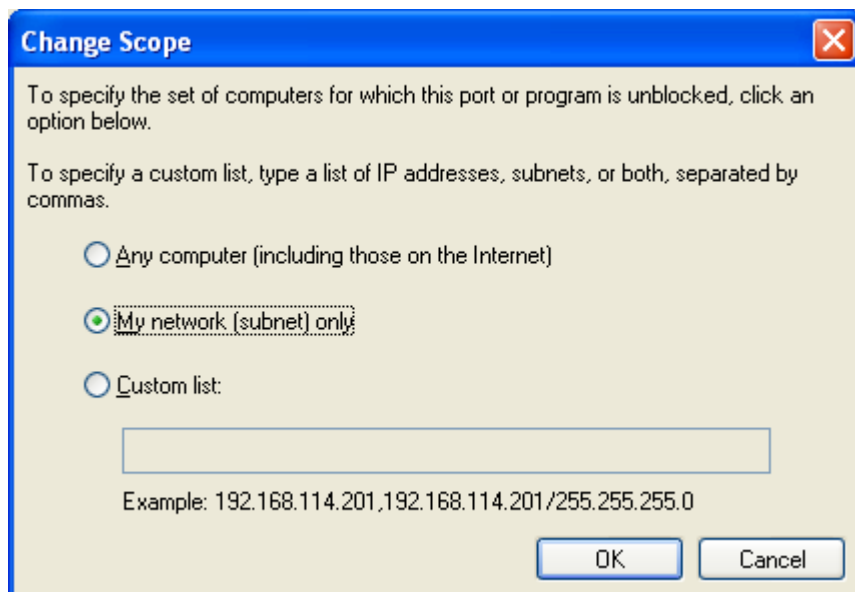 Change Scope
To specify the set of computers for which this port or program is unblocked, click an
option below.
To specify a custom list, type a list of IP addresses, subnets, or both, separated by
commas.
Any computer (including those on the Internet)
My network (subnet) only
Custom list:
Example: 192.168.114.201,192.168.114.201/255.255.255.0
OK
Cancel